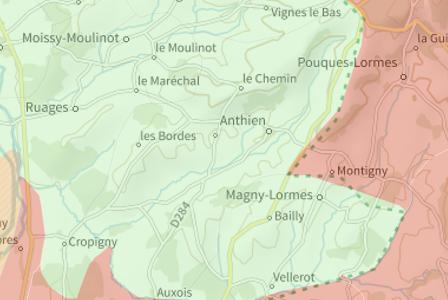 Vignes le Bas
Moissy-Moulinot
le Moulinot
la Gui
Pouques-Lormes
le Maréchal
le Chemin
Ruages
Anthien
les Bordes
Montigny
Magny-Lormes
D284
Bailly
y
res
Cropigny
Vellerot
Auxois